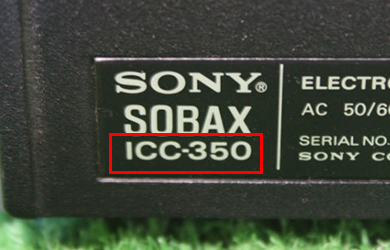 SONY®
SOBAX
ICC-350
ELECTRO
AC 50/60
SERIAL NO.
SONY CO